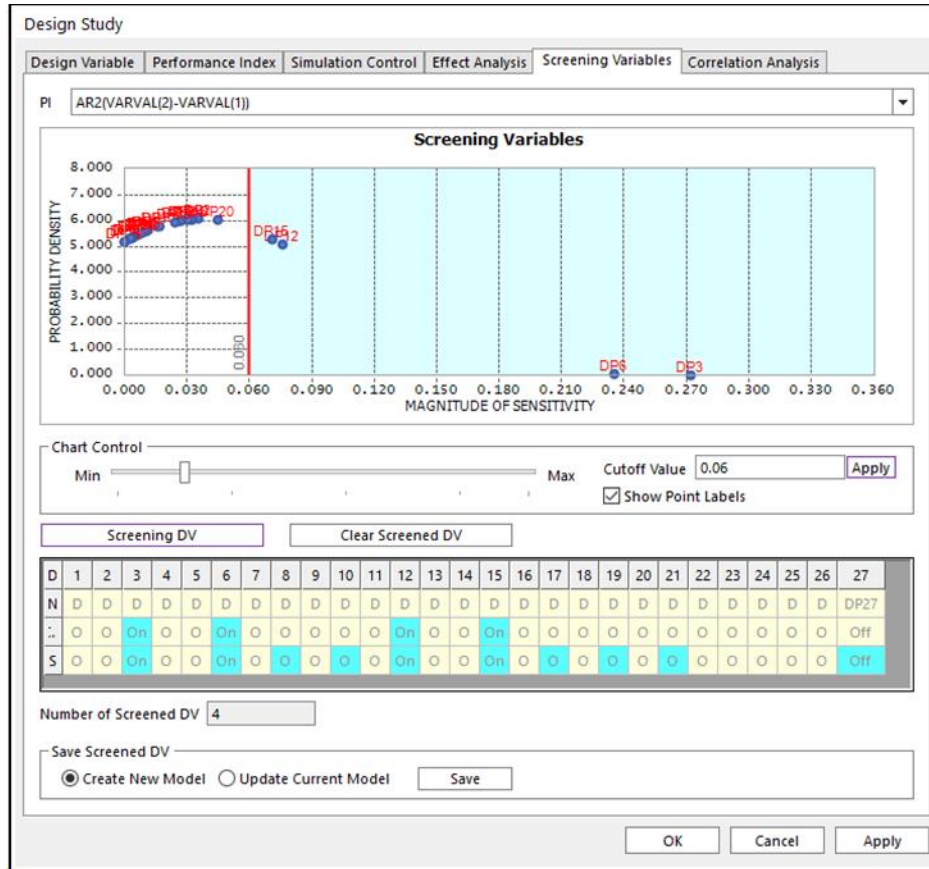 Design Study
Design Variable Performance Index Simulation Control Effect Analysis Screening Variables Correlation Analysis
PI AR2(VARVAL(2)-VARVAL(1))
Screening Variables
PROBABILITY DENSITY
8.000
7.000
6.000
5.000
4.000
3.000
2.000
1.000
0.000
DP20
DP15
DP12
DP6
DP3
0.060
0.000 0.030 0.060 0.090 0.120 0.150 0.180 0.210 0.240 0.270 0.300 0.330 0.360
MAGNITUDE OF SENSITIVITY
Chart Control
Min Max Cutoff Value 0.06 Apply
Show Point Labels
Screening DV Clear Screened DV
D 1 2 3 4 5 6 7 8 9 10 11 12 13 14 15 16 17 18 19 20 21 22 23 24 25 26 27
N D D D D D D D D D D D D D D D D D D D D D D D D D D DP27
:. O O On O O On O O O O O On O O On O O O O O O O O O O O Off
S O O On O O On O O O O O On O O On O O O O O O O O O O O Off
Number of Screened DV 4
Save Screened DV
Create New Model Update Current Model Save
OK Cancel Apply